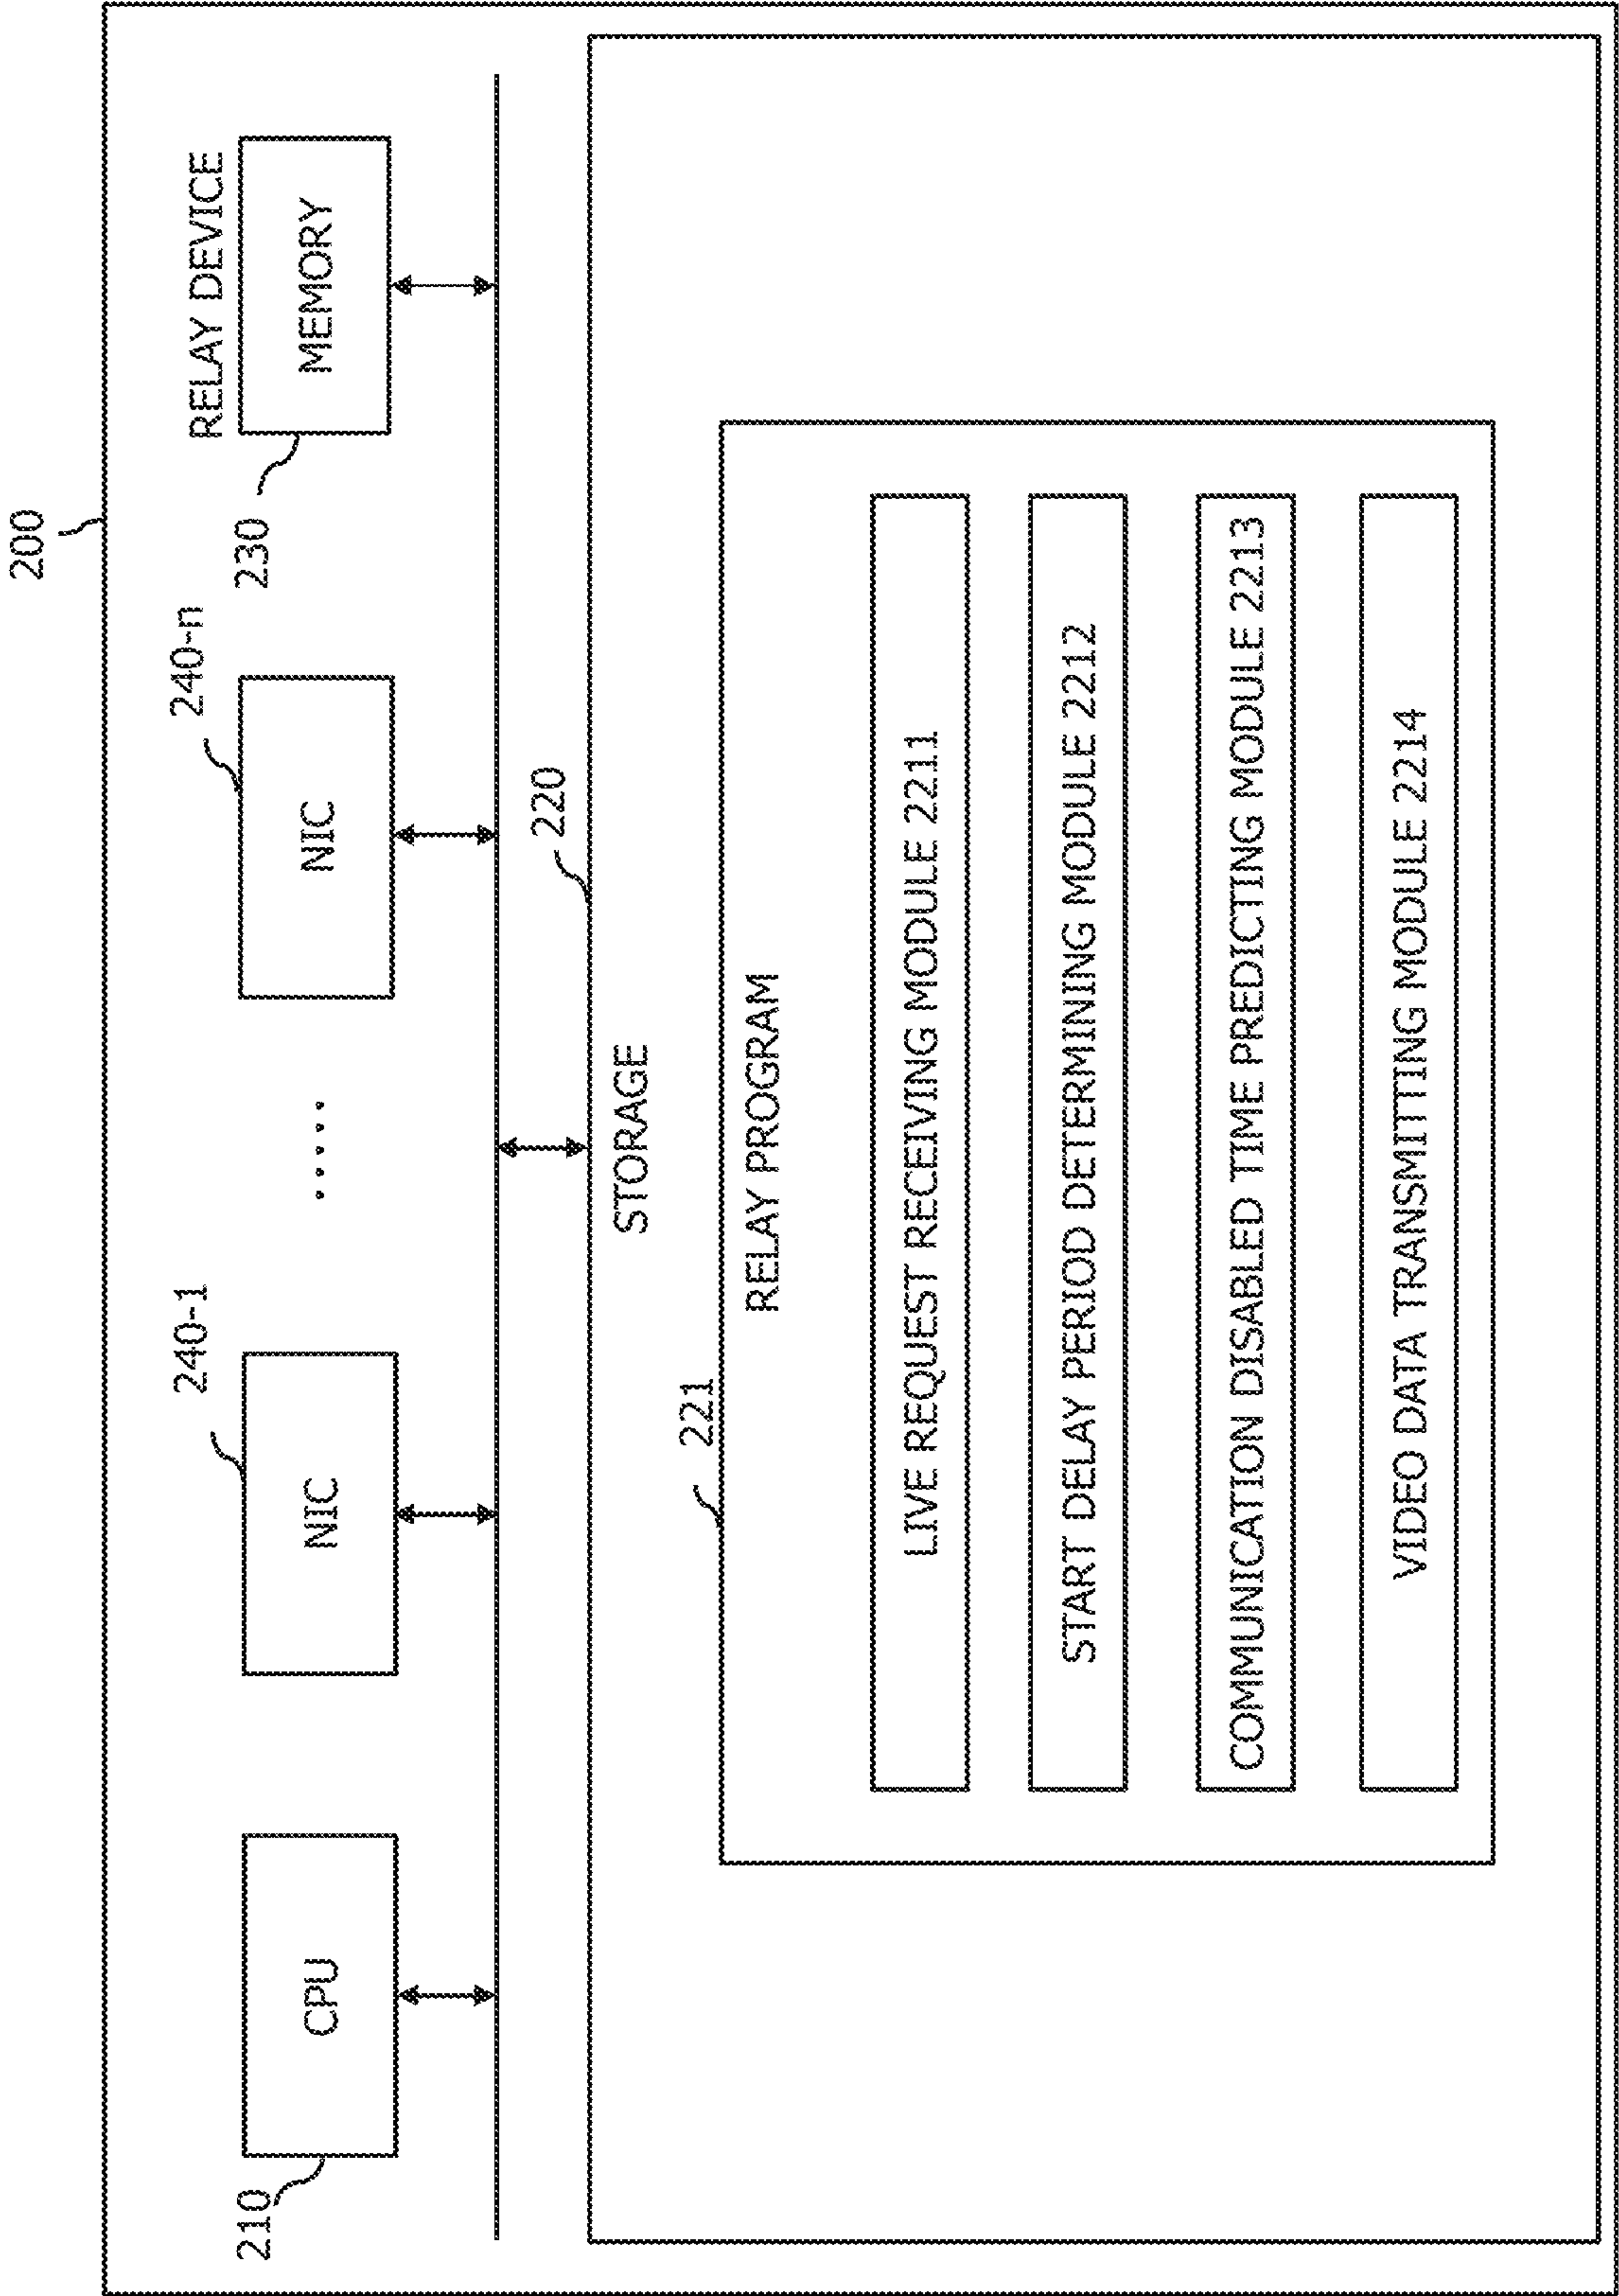 200
RELAY DEVICE
240-1
240-n
210
CPU
NIC
.....
NIC
230
MEMORY
220
STORAGE
221
RELAY PROGRAM
LIVE REQUEST RECEIVING MODULE 2211
START DELAY PERIOD DETERMINING MODULE 2212
COMMUNICATION DISABLED TIME PREDICTING MODULE 2213
VIDEO DATA TRANSMITTING MODULE 2214